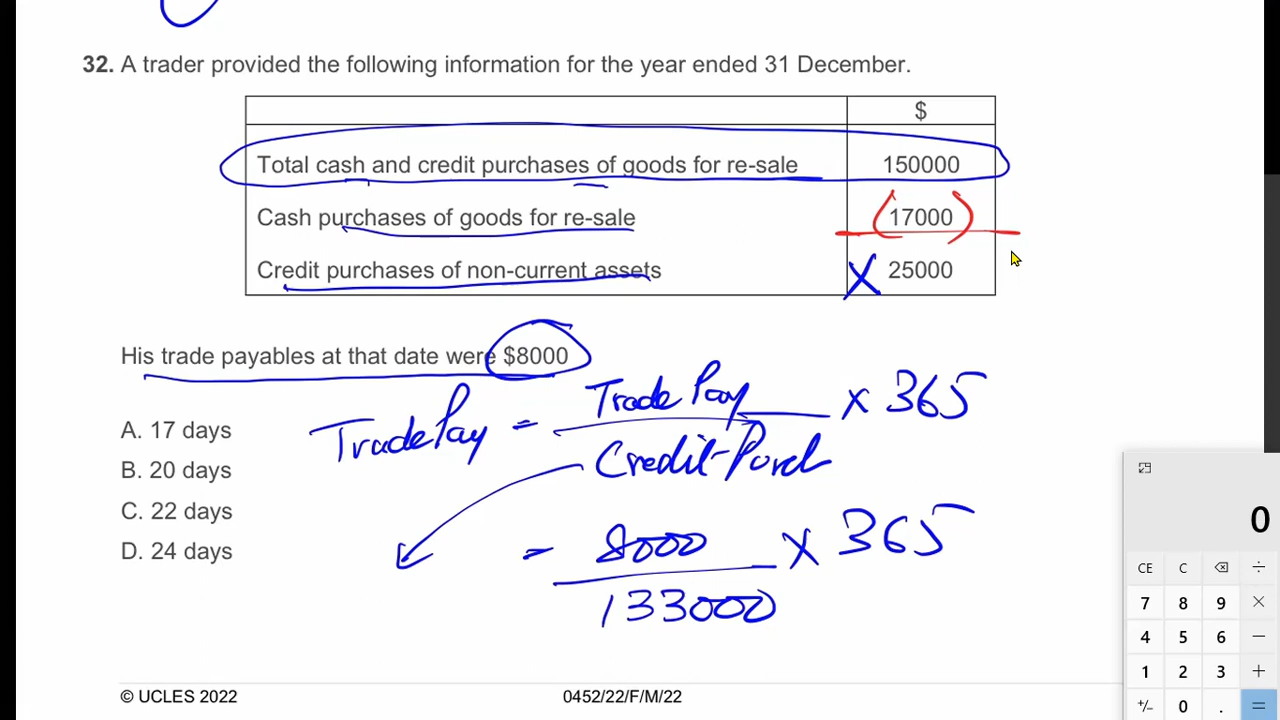 32. A trader provided the following information for the year ended 31 December.
$
Total cash and credit purchases of goods for re-sale 150000
Cash purchases of goods for re-sale (17000)
Credit purchases of non-current assets X 25000
His trade payables at that date were $8000
A. 17 days
B. 20 days
C. 22 days
D. 24 days
Trade Pay = Trade Pay × 365
Credit Purch
= 8000 × 365
133000
© UCLES 2022 0452/22/F/M/22
0
CE C ⌫ ÷
7 8 9 ×
4 5 6 −
1 2 3 +
+/− 0 . =